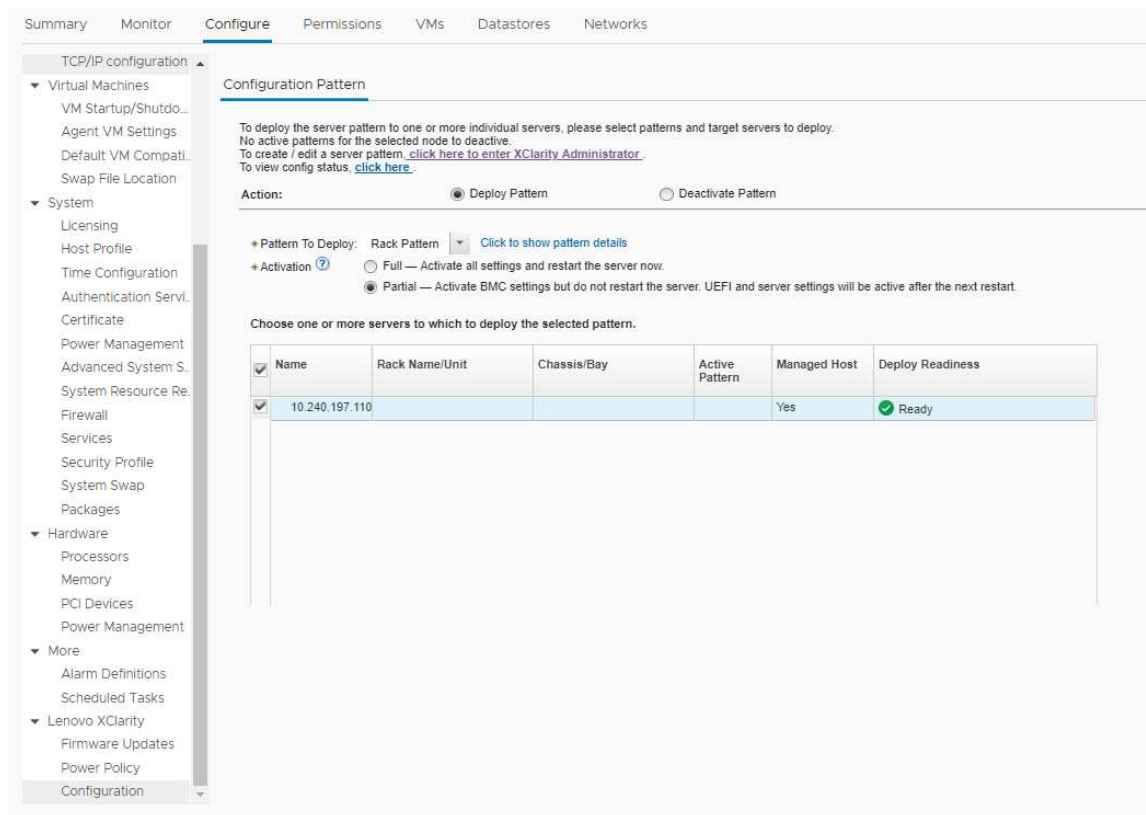 Summary Monitor Configure Permissions VMs Datastores Networks
TCP/IP configuration
Virtual Machines
VM Startup/Shutdo...
Agent VM Settings
Default VM Compati..
Swap File Location
System
Licensing
Host Profile
Time Configuration
Authentication Servi..
Certificate
Power Management
Advanced System S..
System Resource Re.
Firewall
Services
Security Profile
System Swap
Packages
Hardware
Processors
Memory
PCI Devices
Power Management
More
Alarm Definitions
Scheduled Tasks
Lenovo XClarity
Firmware Updates
Power Policy
Configuration
Configuration Pattern
To deploy the server pattern to one or more individual servers, please select patterns and target servers to deploy.
No active patterns for the selected node to deactive.
To create / edit a server pattern, click here to enter XClarity Administrator .
To view config status, click here .
Action: Deploy Pattern Deactivate Pattern
Pattern To Deploy: Rack Pattern Click to show pattern details
Activation ? Full — Activate all settings and restart the server now.
Partial — Activate BMC settings but do not restart the server. UEFI and server settings will be active after the next restart.
Choose one or more servers to which to deploy the selected pattern.
Name Rack Name/Unit Chassis/Bay Active Pattern Managed Host Deploy Readiness
10.240.197.110 Yes Ready